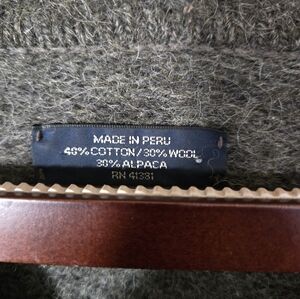 MADE IN PERU
40% COTTON/30% WOOL
30% ALPACA
RN 41381